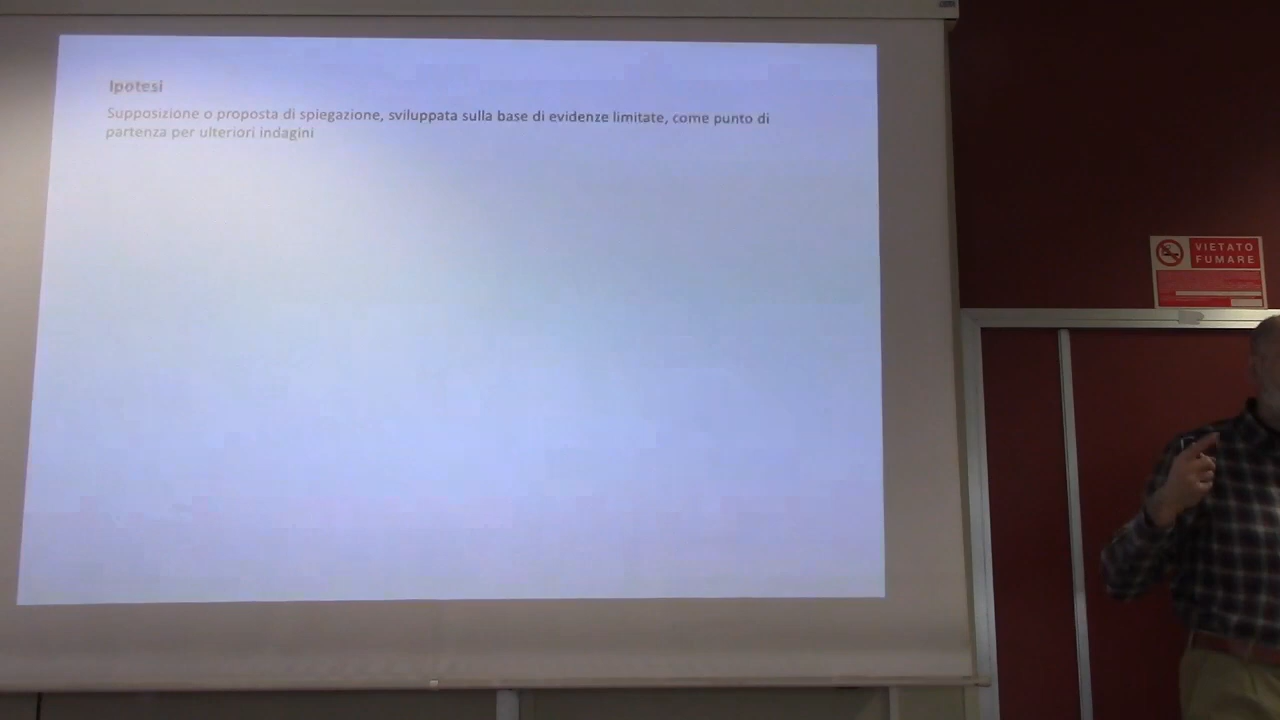 Ipotesi
Supposizione o proposta di spiegazione, sviluppata sulla base di evidenze limitate, come punto di
partenza per ulteriori indagini
VIETATO
FUMARE